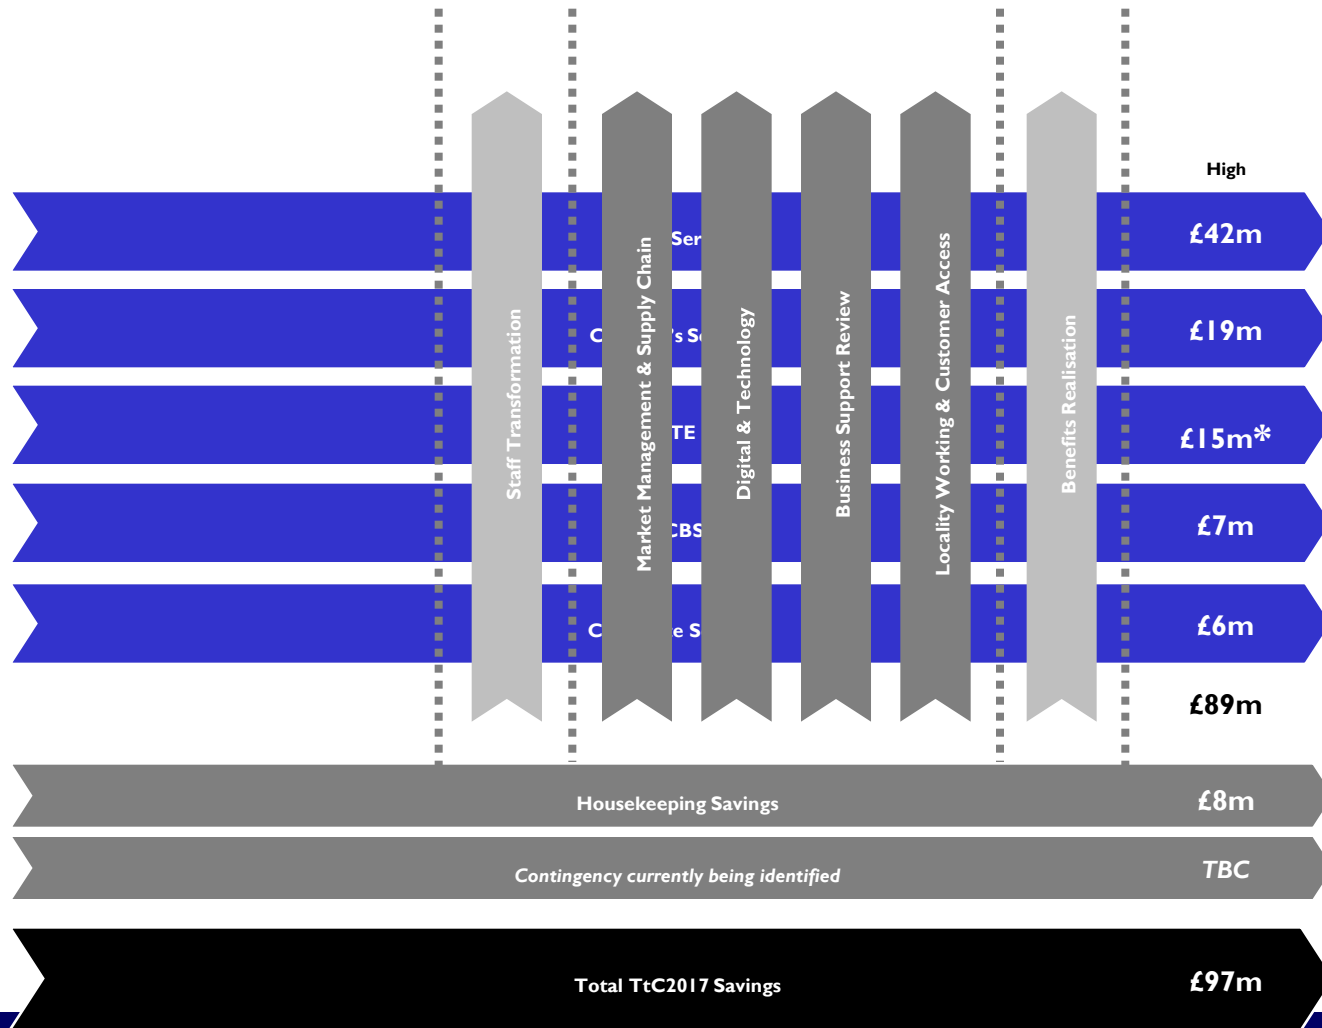 High
£42m
Staff Transformation
Market Management & Supply Chain
Digital & Technology
Business Support Review
Locality Working & Customer Access
Benefits Realisation
£19m
£15m*
TE
£7m
£6m
£89m
Housekeeping Savings £8m
Contingency currently being identified TBC
Total TtC2017 Savings £97m